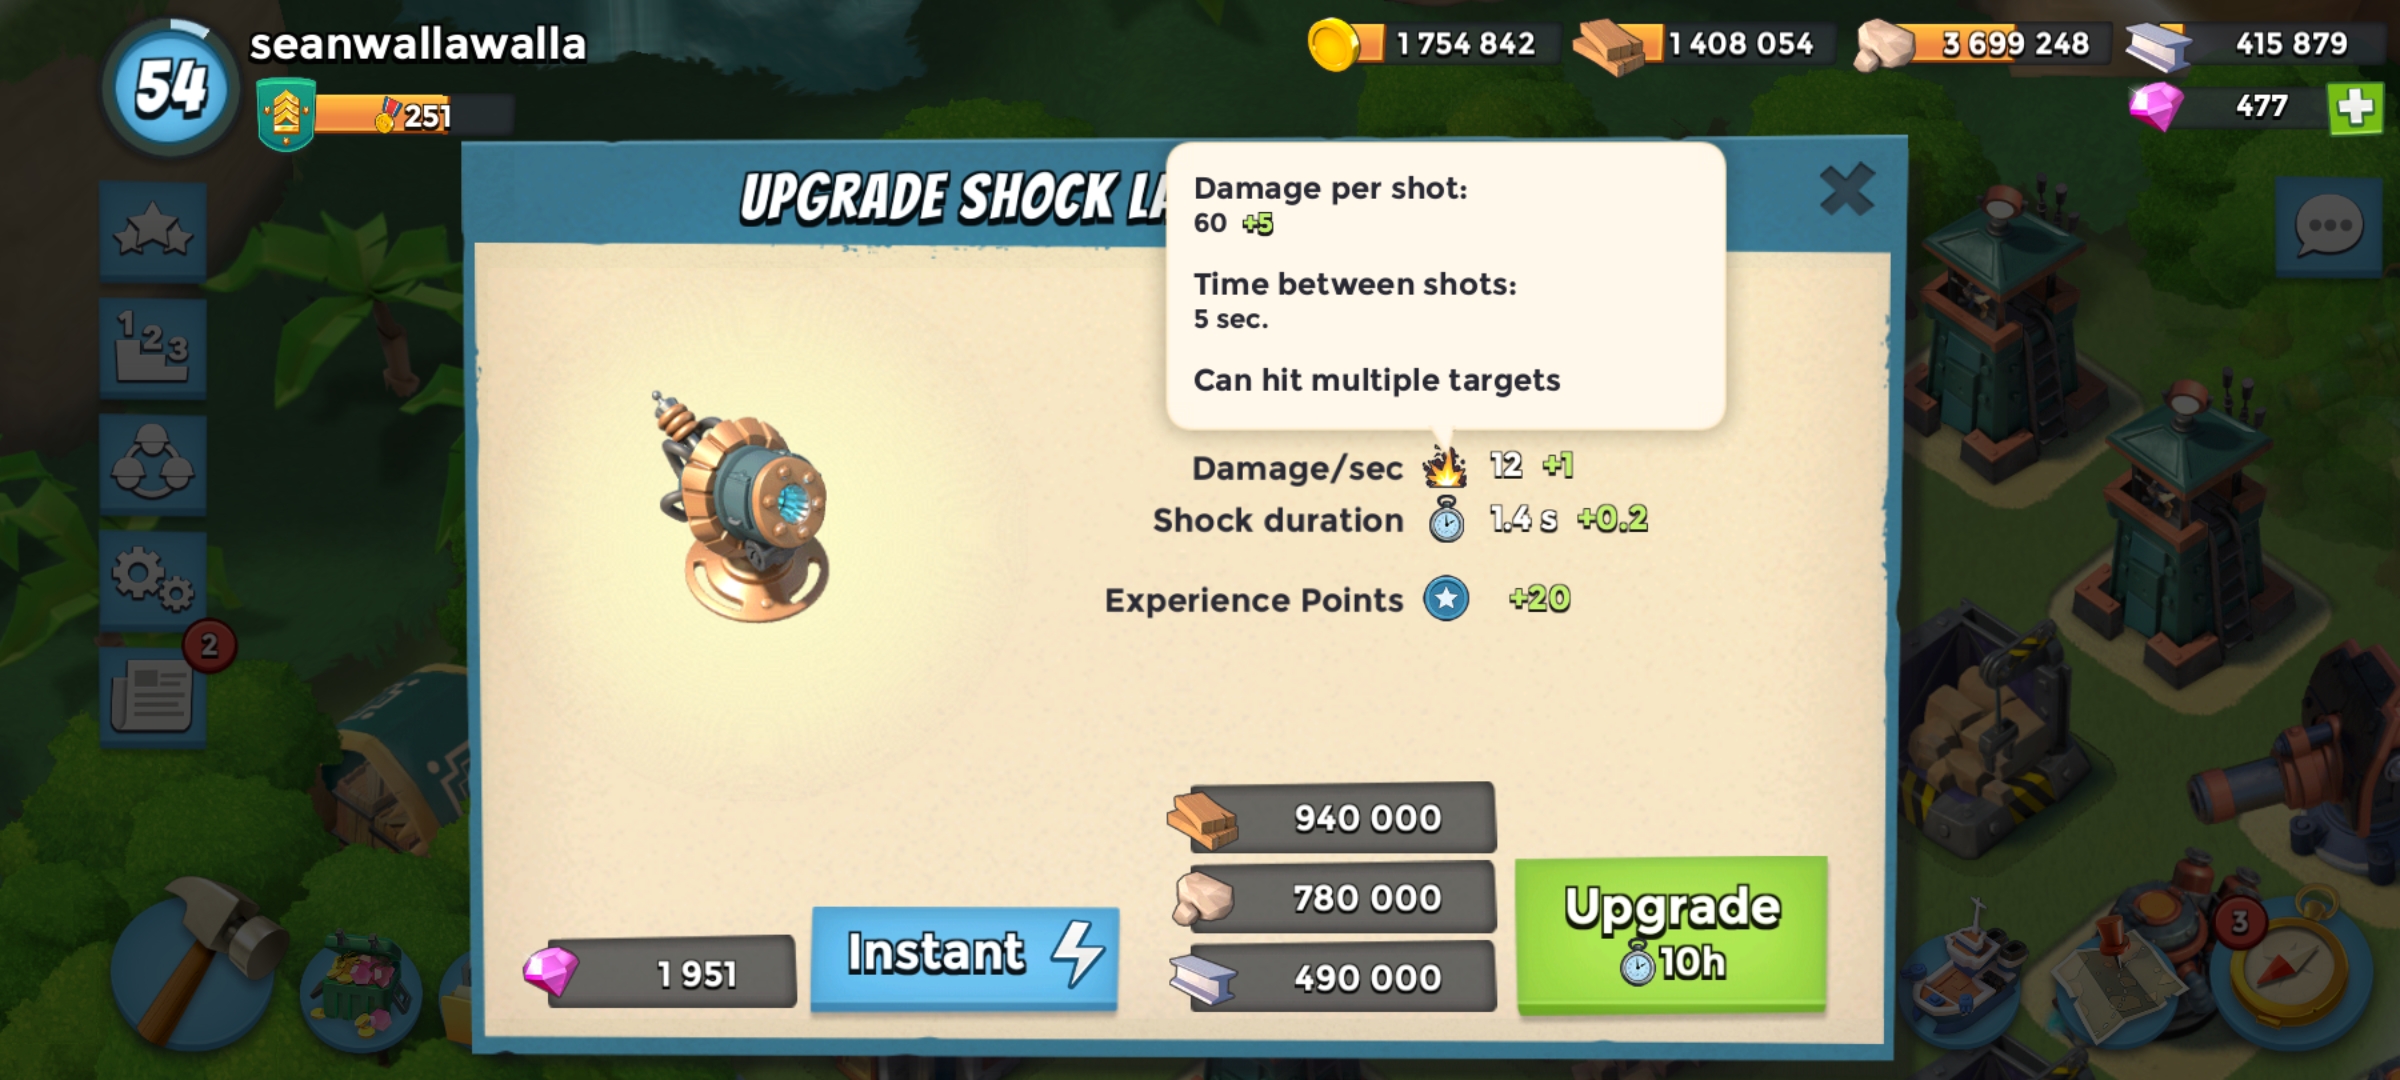 54
seanwallawalla
251
1 754 842
1 408 054
3 699 248
415 879
477
UPGRADE SHOCK
Damage per shot:
60 +5
Time between shots:
5 sec.
Can hit multiple targets
Damage/sec 12 +1
Shock duration 1.4 s +0.2
Experience Points +20
1 2 3
2
940 000
780 000
490 000
1 951
Instant
Upgrade
10h
3